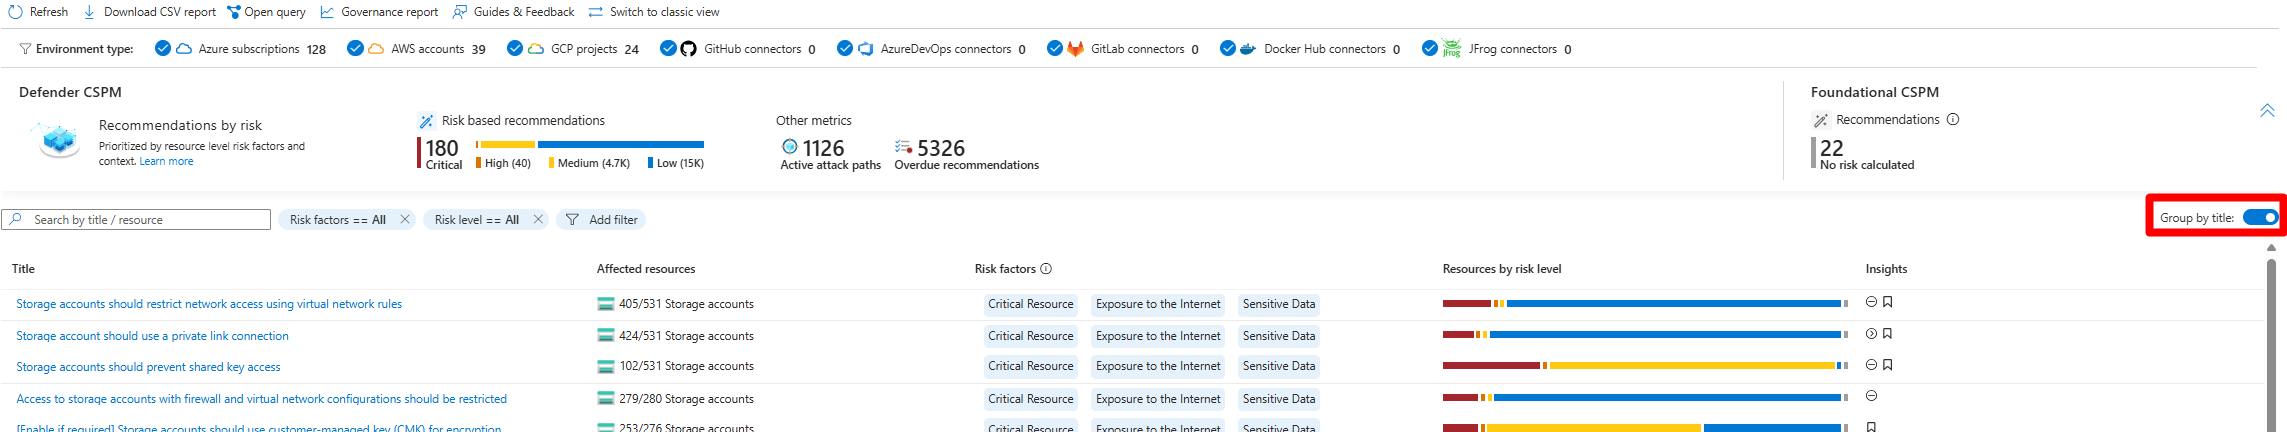 Refresh Download CSV report Open query Governance report Guides & Feedback Switch to classic view
Environment type: Azure subscriptions 128 AWS accounts 39 GCP projects 24 GitHub connectors 0 AzureDevOps connectors 0 GitLab connectors 0 Docker Hub connectors 0 JFrog JFrog connectors 0
Defender CSPM Foundational CSPM
Recommendations by risk
Prioritized by resource level risk factors and
context. Learn more
Risk based recommendations
180
Critical High (40) Medium (4.7K) Low (15K)
Other metrics
1126 5326
Active attack paths Overdue recommendations
Recommendations
22
No risk calculated
Search by title / resource Risk factors == All Risk level == All Add filter Group by title:
Title Affected resources Risk factors Resources by risk level Insights
Storage accounts should restrict network access using virtual network rules 405/531 Storage accounts Critical Resource Exposure to the Internet Sensitive Data
Storage account should use a private link connection 424/531 Storage accounts Critical Resource Exposure to the Internet Sensitive Data
Storage accounts should prevent shared key access 102/531 Storage accounts Critical Resource Exposure to the Internet Sensitive Data
Access to storage accounts with firewall and virtual network configurations should be restricted 279/280 Storage accounts Critical Resource Exposure to the Internet Sensitive Data
[Enable if required] Storage accounts should use customer-managed key (CMK) for encryption 253/276 Storage accounts Critical Resource Exposure to the Internet Sensitive Data